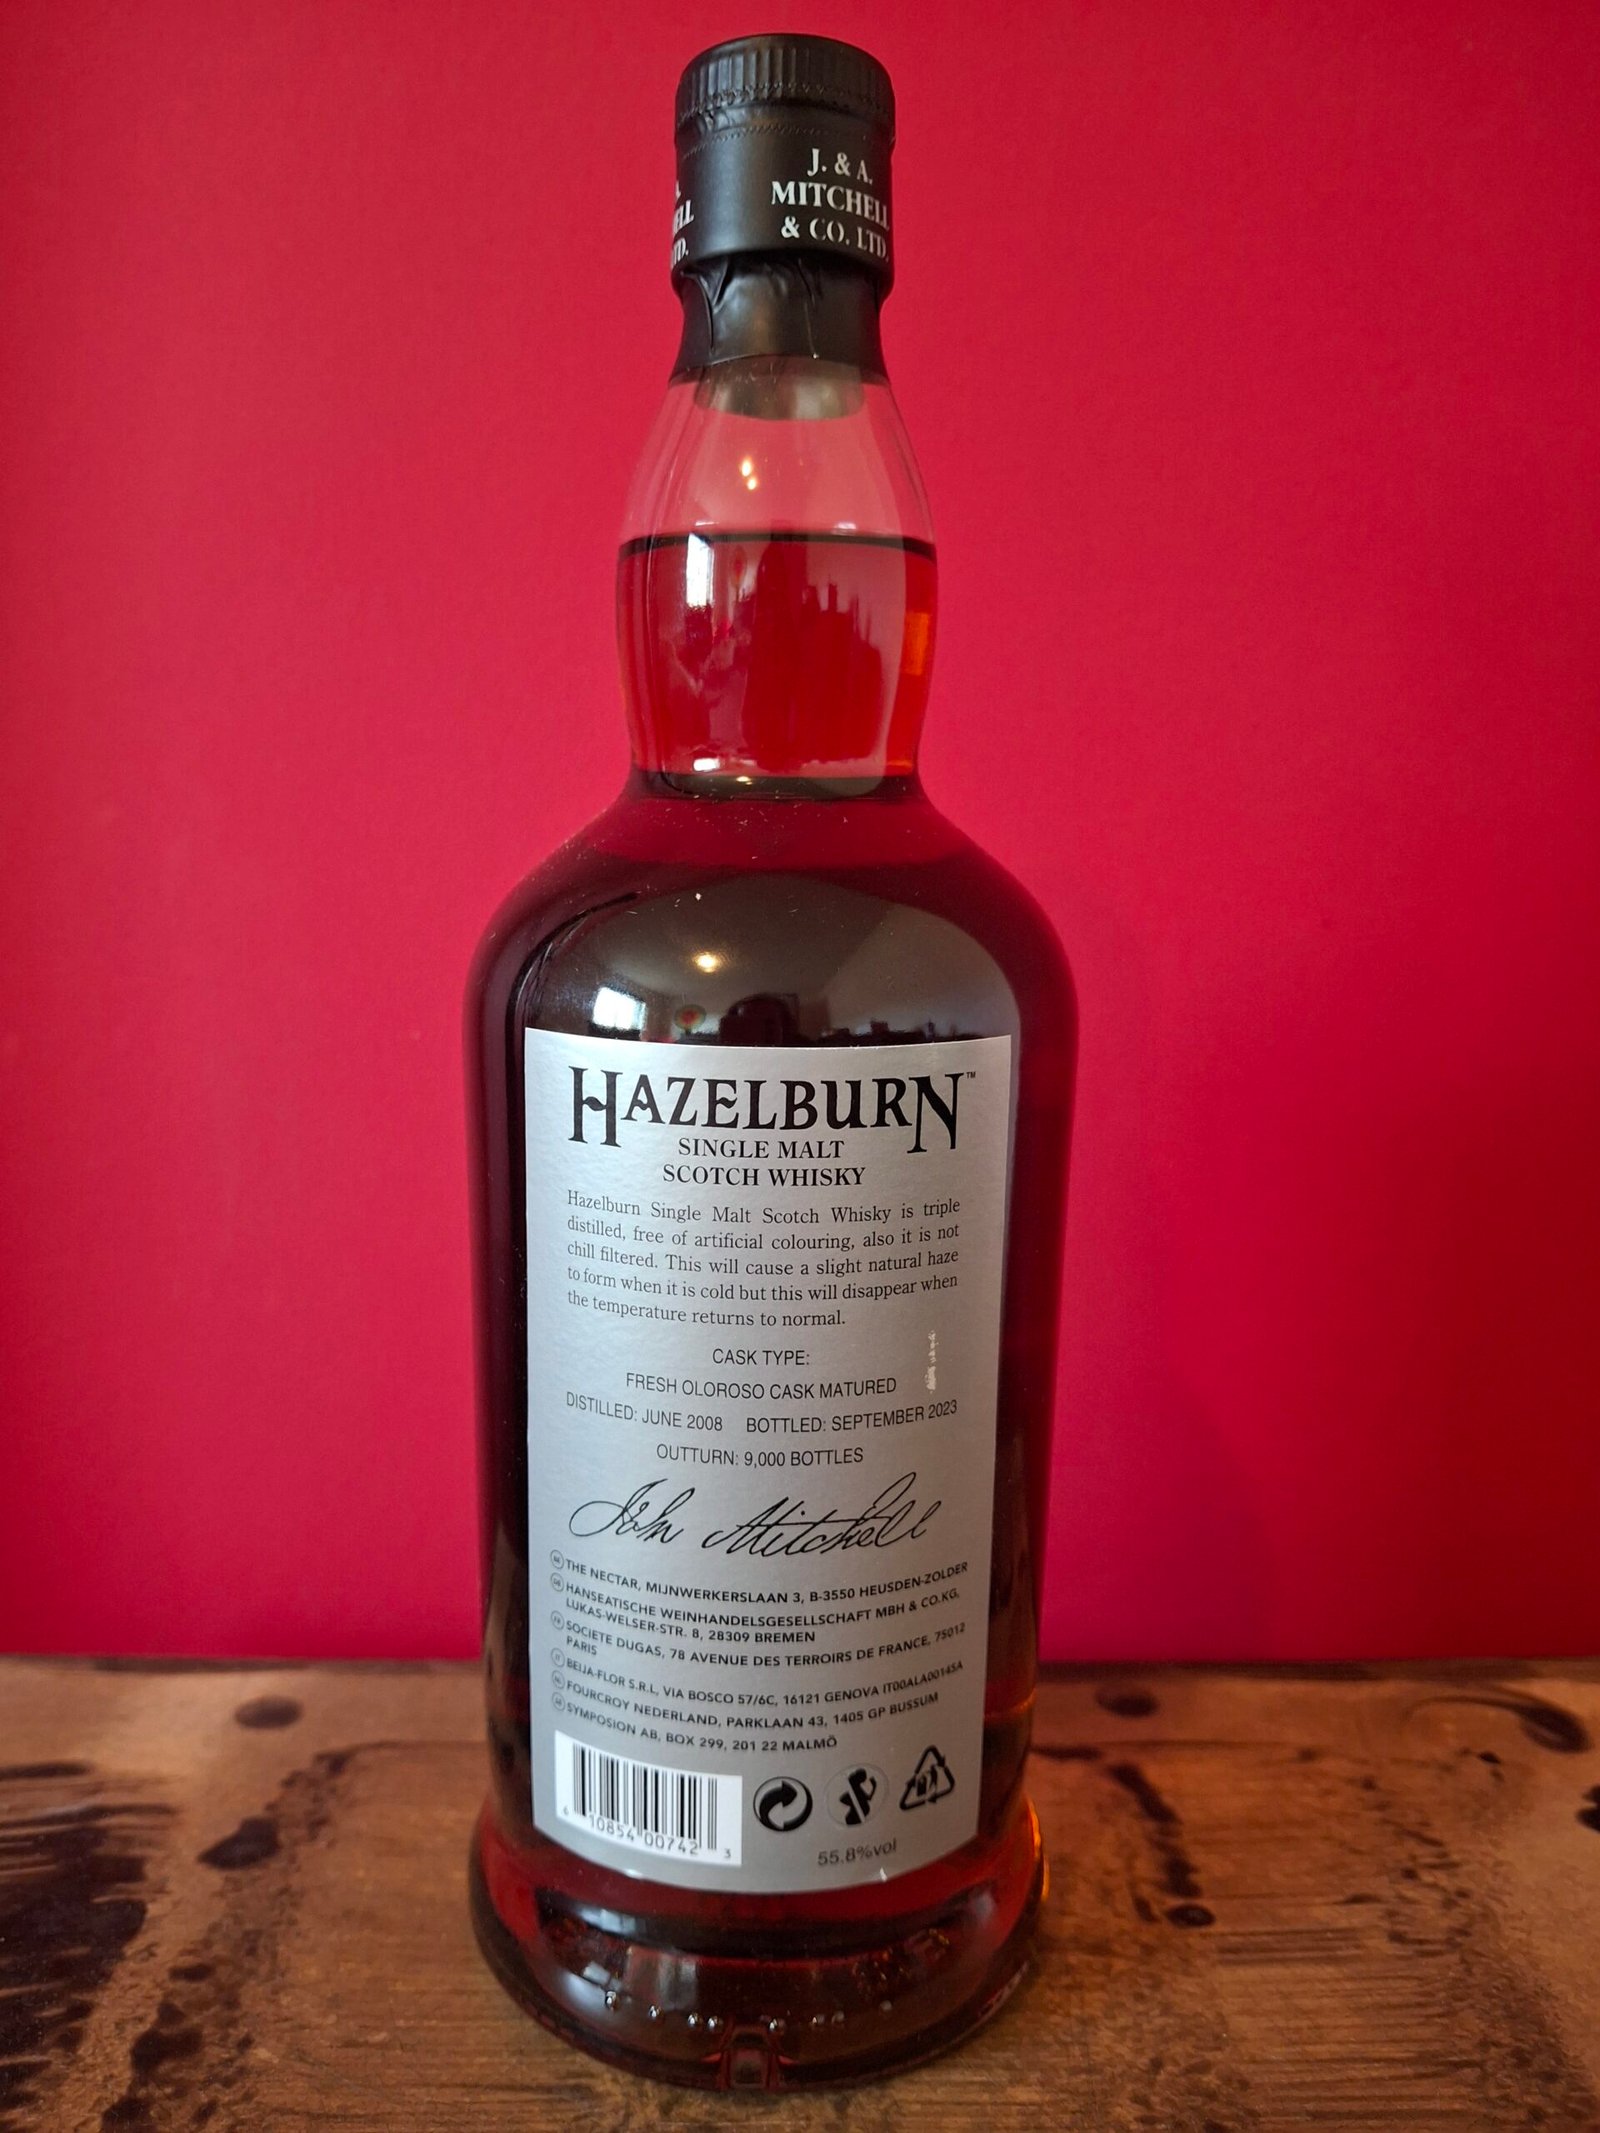 J. & A.
MITCHELL
& CO. LTD.
HAZELBURN™
SINGLE MALT
SCOTCH WHISKY
Hazelburn Single Malt Scotch Whisky is triple
distilled, free of artificial colouring, also it is not
chill filtered. This will cause a slight natural haze
to form when it is cold but this will disappear when
the temperature returns to normal.
CASK TYPE:
FRESH OLOROSO CASK MATURED
DISTILLED: JUNE 2008 BOTTLED: SEPTEMBER 2023
OUTTURN: 9,000 BOTTLES
John Mitchell
THE NECTAR, MIJNWERKERSLAAN 3, B-3550 HEUSDEN-ZOLDER
HANSEATISCHE WEINHANDELSGESELLSCHAFT MBH & CO.KG,
LUKAS-WELSER-STR. 8, 28309 BREMEN
SOCIETE DUGAS, 78 AVENUE DES TERROIRS DE FRANCE, 75012
PARIS
BEIJA-FLOR S.R.L, VIA BOSCO 57/6C, 16121 GENOVA IT00ALA00145A
FOURCROY NEDERLAND, PARKLAAN 43, 1405 GP BUSSUM
SYMPOSION AB, BOX 299, 201 22 MALMÖ
6 10854 00742 3
55.8%vol